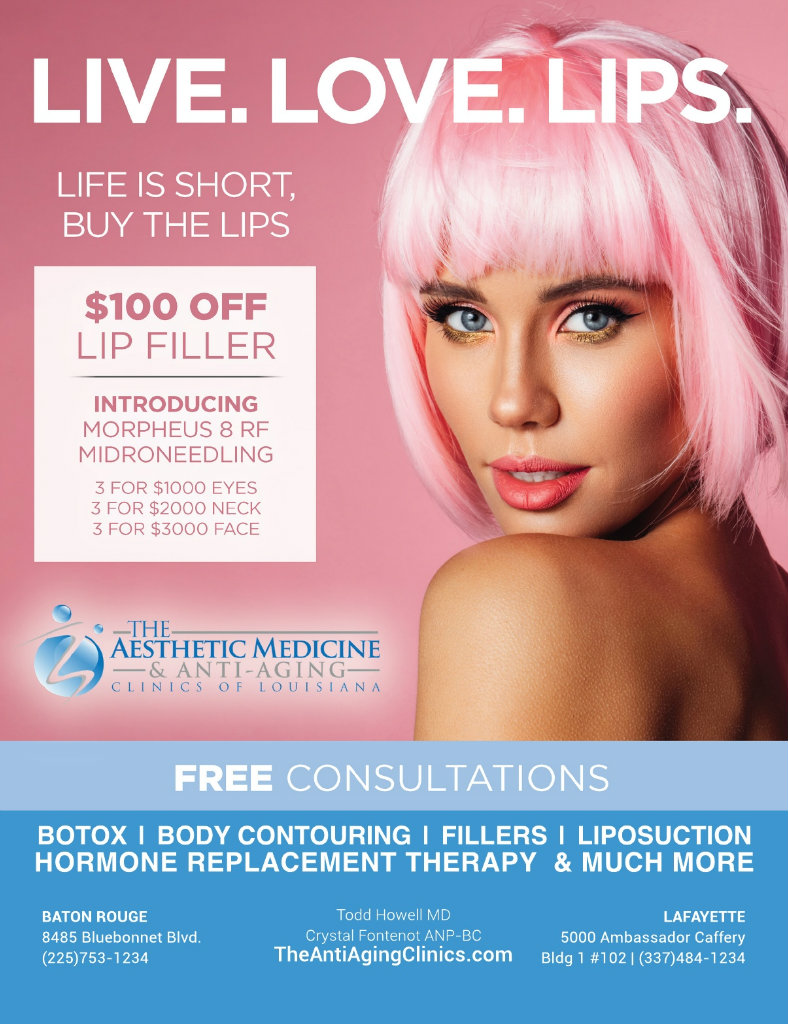 LIVE. LOVE. LIPS.
LIFE IS SHORT,
BUY THE LIPS
$100 OFF
LIP FILLER
INTRODUCING
MORPHEUS 8 RF
MIDRONEEDLING
3 FOR $1000 EYES
3 FOR $2000 NECK
3 FOR $3000 FACE
THE
AESTHETIC MEDICINE
& ANTI-AGING
CLINICS OF LOUISIANA
FREE CONSULTATIONS
BOTOX | BODY CONTOURING | FILLERS | LIPOSUCTION
HORMONE REPLACEMENT THERAPY & MUCH MORE
BATON ROUGE
8485 Bluebonnet Blvd.
(225)753-1234
Todd Howell MD
Crystal Fontenot ANP-BC
TheAntiAgingClinics.com
LAFAYETTE
5000 Ambassador Caffery
Bldg 1 #102 | (337)484-1234